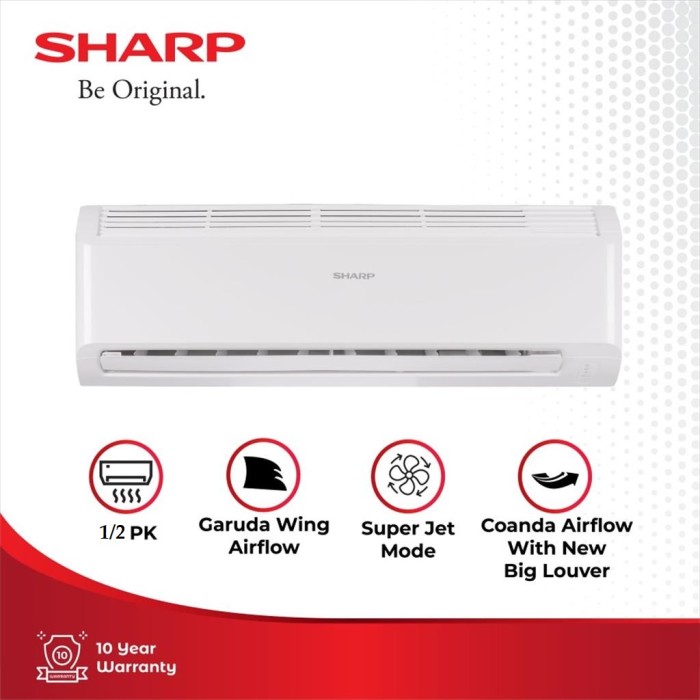 SHARP
Be Original.
SHARP
1/2 PK
Garuda Wing
Airflow
Super Jet
Mode
Coanda Airflow
With New
Big Louver
10
WARRANTY
10 Year
Warranty